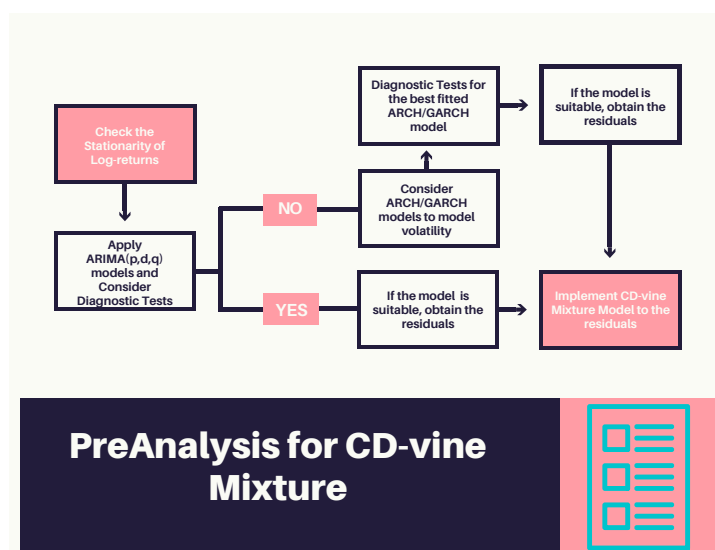 Check the
Stationarity of
Log-returns
Apply
ARIMA(p,d,q)
models and
Consider
Diagnostic Tests
NO
YES
Diagnostic Tests for
the best fitted
ARCH/GARCH
model
Consider
ARCH/GARCH
models to model
volatility
If the model is
suitable, obtain the
residuals
If the model is
suitable, obtain the
residuals
Implement CD-vine
Mixture Model to the
residuals
PreAnalysis for CD-vine
Mixture